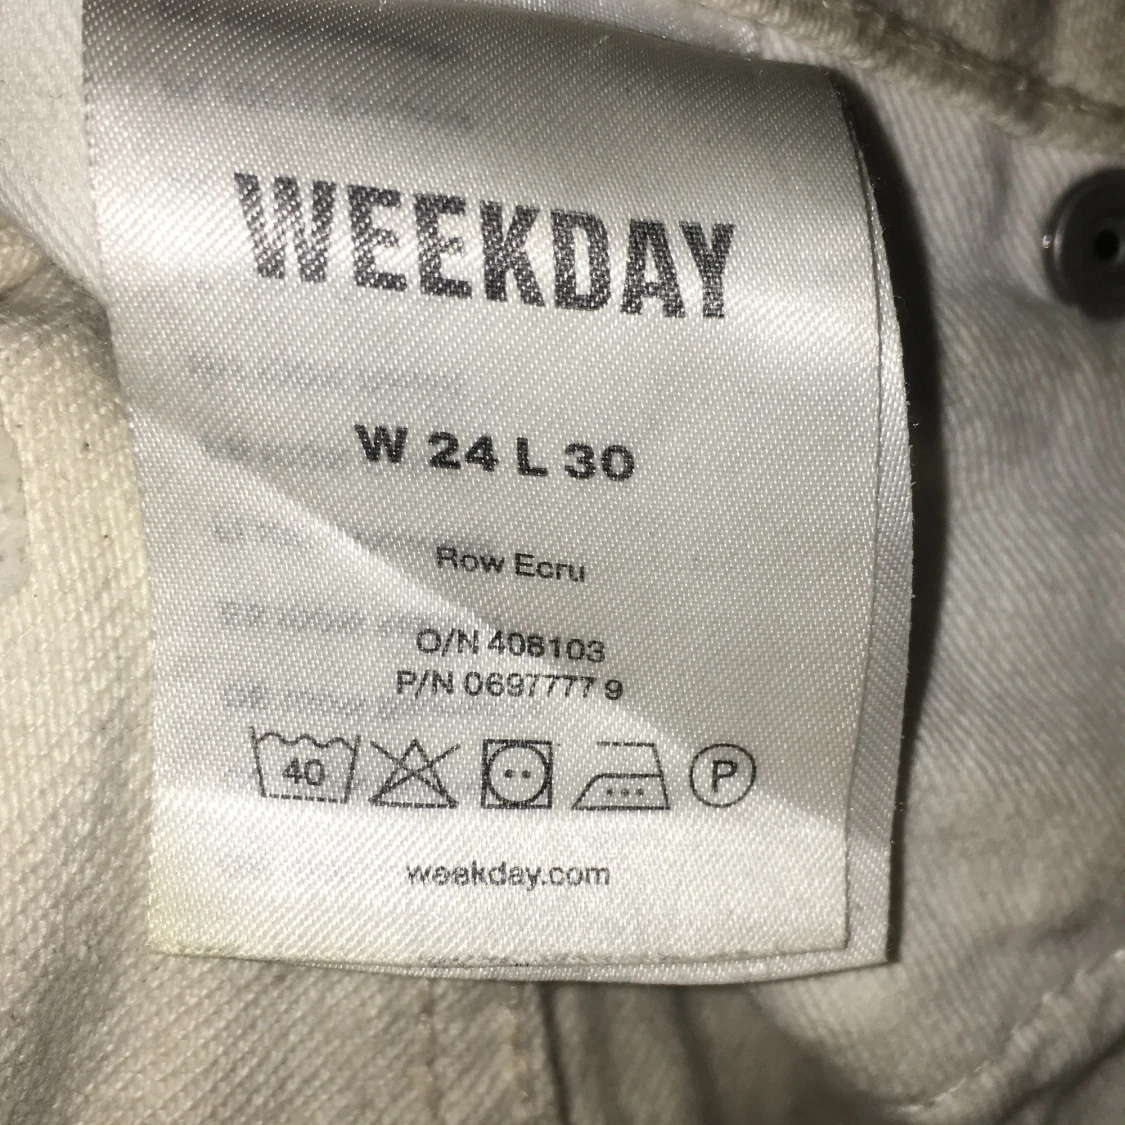 WEEKDAY
W 24 L 30
Row Ecru
O/N 408103
P/N 0697777 9
40 P
weekday.com